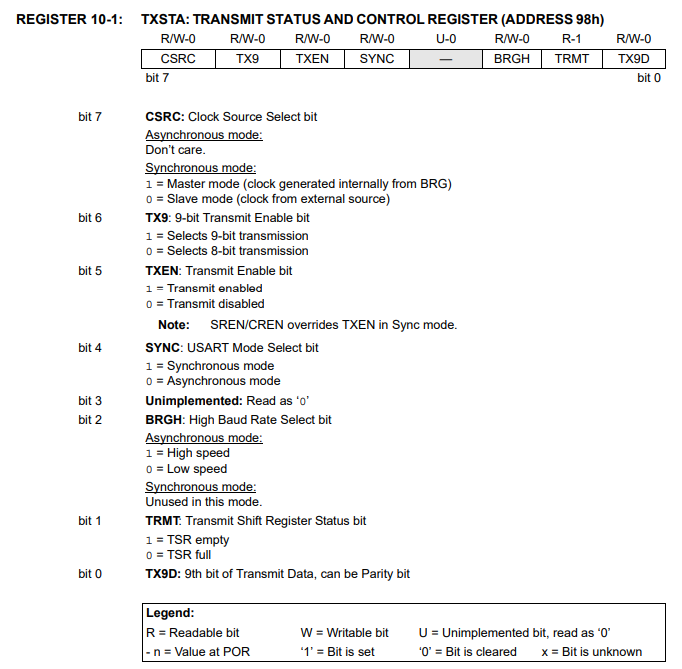 REGISTER 10-1: TXSTA: TRANSMIT STATUS AND CONTROL REGISTER (ADDRESS 98h)
R/W-0 R/W-0 R/W-0 R/W-0 U-0 R/W-0 R-1 R/W-0
CSRC TX9 TXEN SYNC — BRGH TRMT TX9D
bit 7 bit 0
bit 7 CSRC: Clock Source Select bit
Asynchronous mode:
Don't care.
Synchronous mode:
1 = Master mode (clock generated internally from BRG)
0 = Slave mode (clock from external source)
bit 6 TX9: 9-bit Transmit Enable bit
1 = Selects 9-bit transmission
0 = Selects 8-bit transmission
bit 5 TXEN: Transmit Enable bit
1 = Transmit enabled
0 = Transmit disabled
Note: SREN/CREN overrides TXEN in Sync mode.
bit 4 SYNC: USART Mode Select bit
1 = Synchronous mode
0 = Asynchronous mode
bit 3 Unimplemented: Read as ‘0’
bit 2 BRGH: High Baud Rate Select bit
Asynchronous mode:
1 = High speed
0 = Low speed
Synchronous mode:
Unused in this mode.
bit 1 TRMT: Transmit Shift Register Status bit
1 = TSR empty
0 = TSR full
bit 0 TX9D: 9th bit of Transmit Data, can be Parity bit
Legend:
R = Readable bit W = Writable bit U = Unimplemented bit, read as ‘0’
- n = Value at POR ‘1’ = Bit is set ‘0’ = Bit is cleared x = Bit is unknown